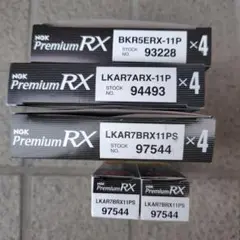 NGK
Premium RX
BKR5ERX-11P
STOCK NO. 93228
×4
NGK
Premium RX
LKAR7ARX-11P
STOCK NO. 94493
×4
NGK
Premium RX
LKAR7BRX11PS
STOCK NO. 97544
×4
NGK
Premium RX
LKAR7BRX11PS
97544
NGK
Premium RX
LKAR7BRX11PS
97544